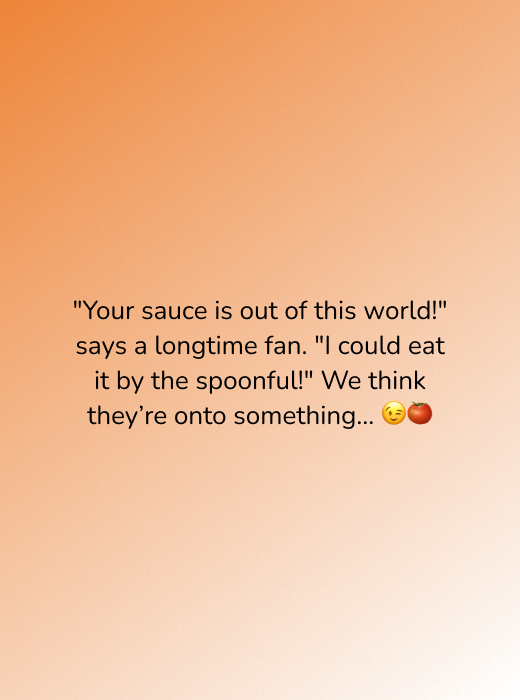 "Your sauce is out of this world!"
says a longtime fan. "I could eat
it by the spoonful!" We think
they’re onto something... 😉🍅